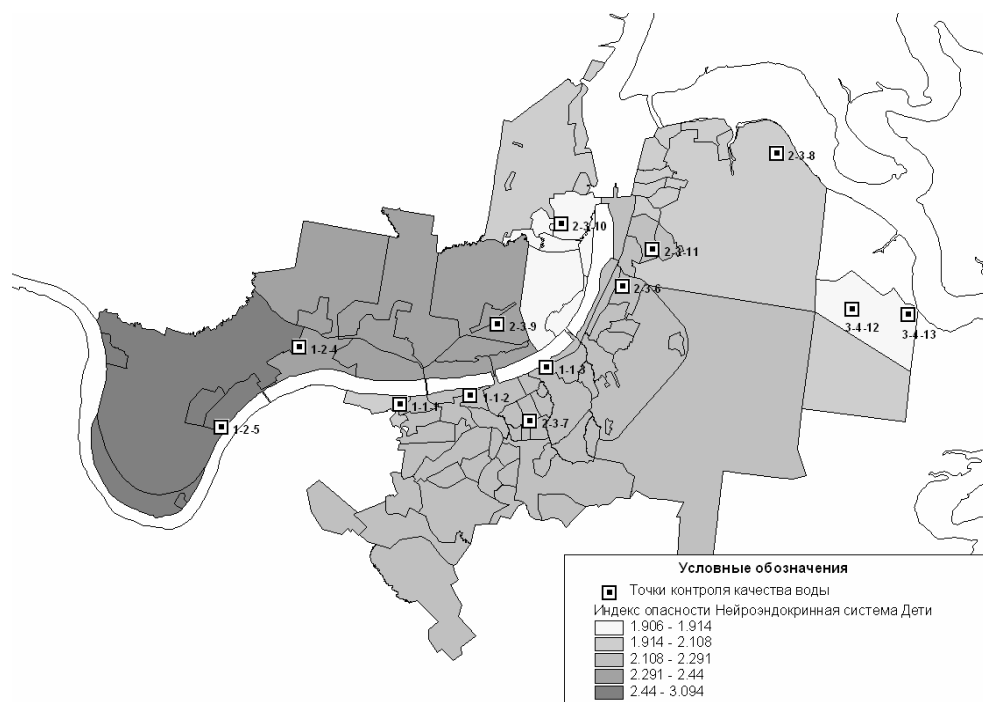 2-3-8
2-3-10
2-3-11
2-3-6
3-4-12
3-4-13
2-3-9
1-2-4
1-1-3
1-1-2
1-1-1
2-3-7
1-2-5
Условные обозначения
Точки контроля качества воды
Индекс опасности Нейроэндокринная система Дети
1.906 - 1.914
1.914 - 2.108
2.108 - 2.291
2.291 - 2.44
2.44 - 3.094